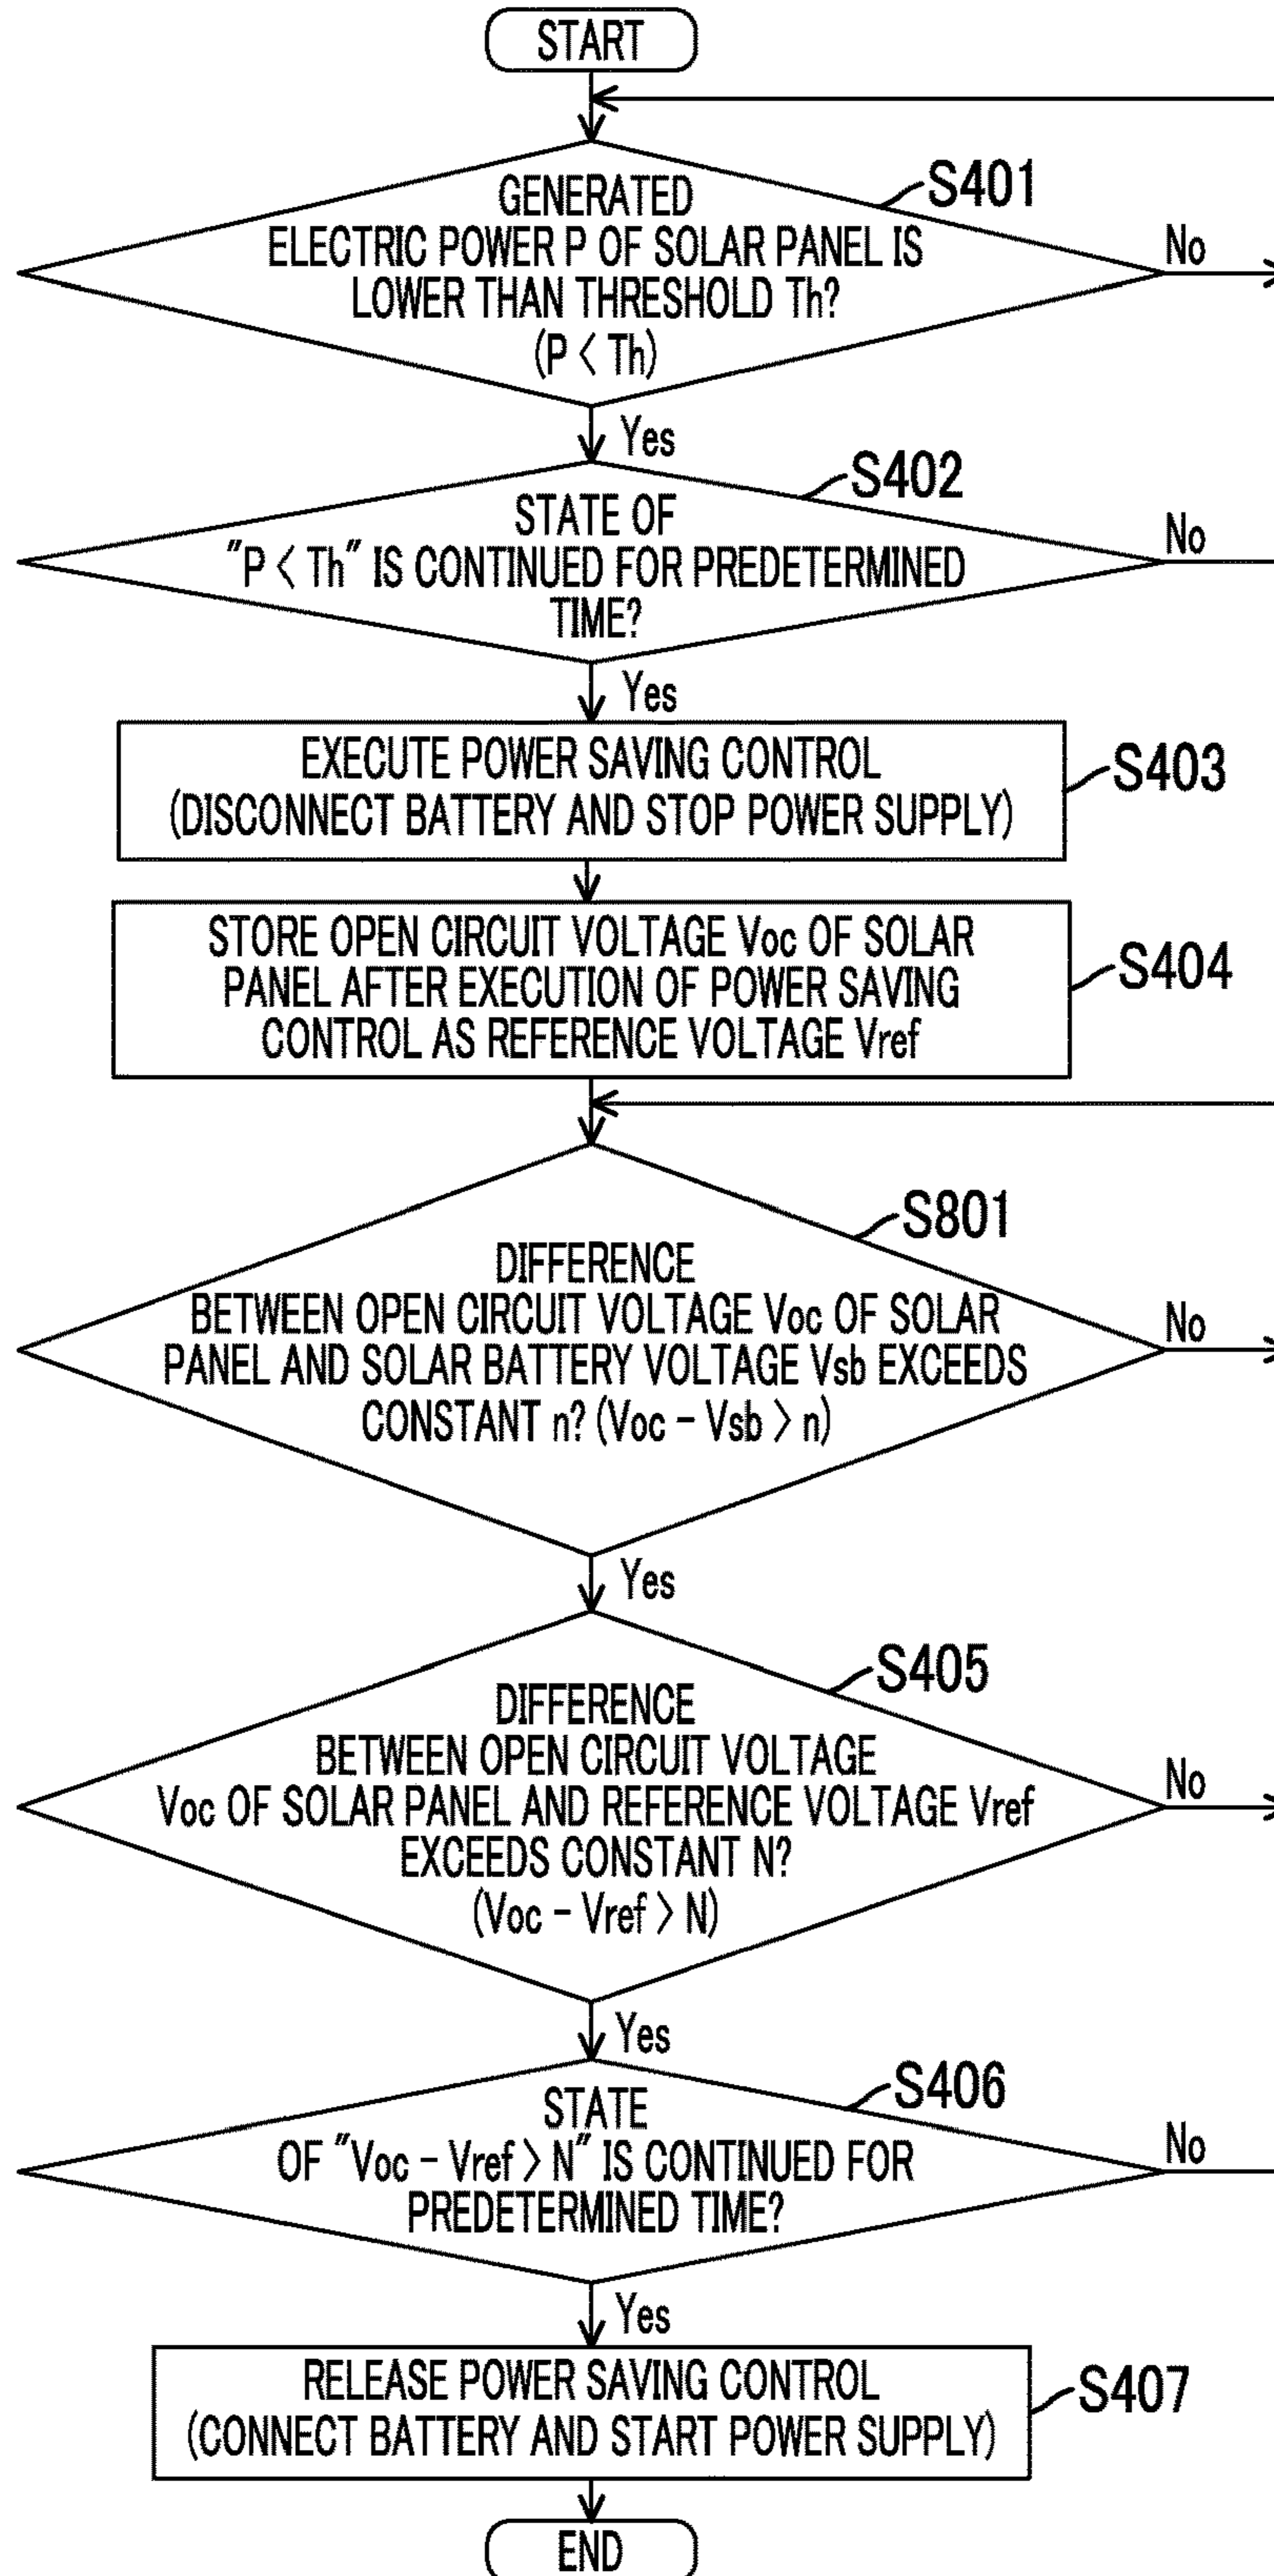 START
S401
GENERATED
ELECTRIC POWER P OF SOLAR PANEL IS
LOWER THAN THRESHOLD Th?
(P < Th)
No
Yes
S402
STATE OF
"P < Th" IS CONTINUED FOR PREDETERMINED
TIME?
No
Yes
EXECUTE POWER SAVING CONTROL
(DISCONNECT BATTERY AND STOP POWER SUPPLY)
S403
STORE OPEN CIRCUIT VOLTAGE Voc OF SOLAR
PANEL AFTER EXECUTION OF POWER SAVING
CONTROL AS REFERENCE VOLTAGE Vref
S404
S801
DIFFERENCE
BETWEEN OPEN CIRCUIT VOLTAGE Voc OF SOLAR
PANEL AND SOLAR BATTERY VOLTAGE Vsb EXCEEDS
CONSTANT n? (Voc - Vsb > n)
No
Yes
S405
DIFFERENCE
BETWEEN OPEN CIRCUIT VOLTAGE
Voc OF SOLAR PANEL AND REFERENCE VOLTAGE Vref
EXCEEDS CONSTANT N?
(Voc - Vref > N)
No
Yes
S406
STATE
OF "Voc - Vref > N" IS CONTINUED FOR
PREDETERMINED TIME?
No
Yes
RELEASE POWER SAVING CONTROL
(CONNECT BATTERY AND START POWER SUPPLY)
S407
END